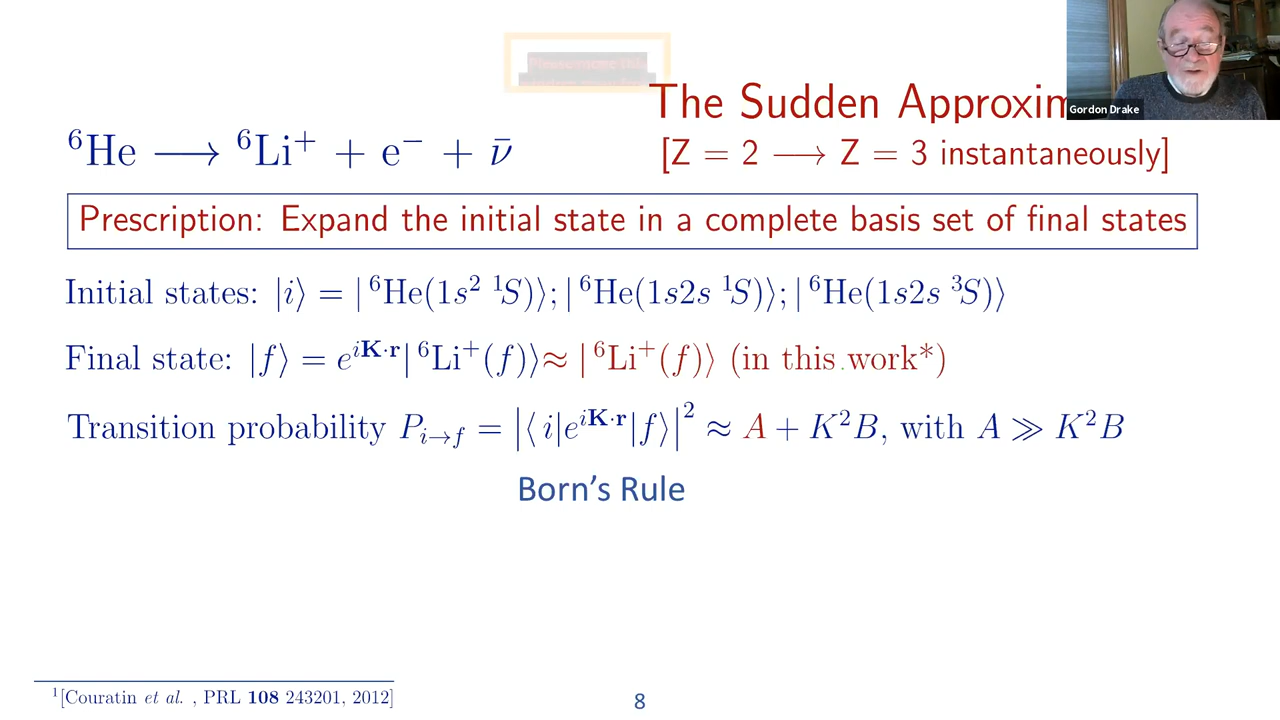 The Sudden Approxim
Gordon Drake
⁶He ⟶ ⁶Li⁺ + e⁻ + ν̄
[Z = 2 ⟶ Z = 3 instantaneously]
Prescription: Expand the initial state in a complete basis set of final states
Initial states: |i⟩ = | ⁶He(1s² ¹S)⟩; | ⁶He(1s2s ¹S)⟩; | ⁶He(1s2s ³S)⟩
Final state: |f⟩ = e^{iK·r}| ⁶Li⁺(f)⟩ ≈ | ⁶Li⁺(f)⟩ (in this work*)
Transition probability P_{i→f} = |⟨ i|e^{iK·r}|f⟩|² ≈ A + K²B, with A ≫ K²B
Born’s Rule
¹[Couratin et al. , PRL 108 243201, 2012]
8